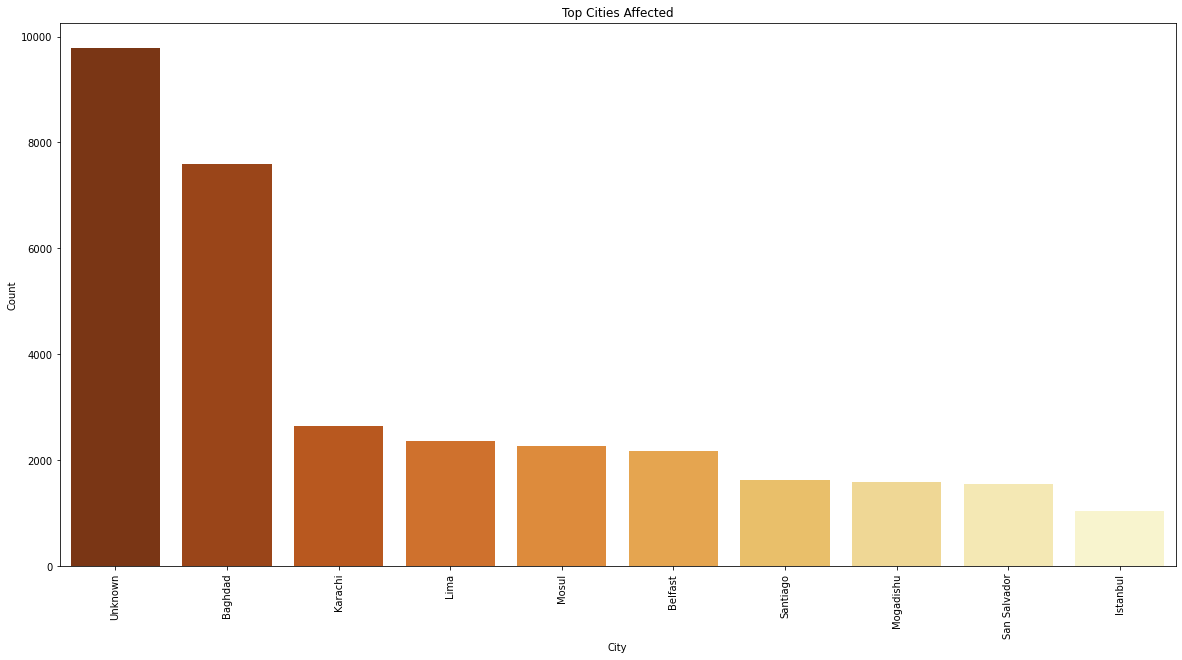 Top Cities Affected
10000
8000
6000
4000
2000
0
Count
Unknown
Baghdad
Karachi
Lima
Mosul
Belfast
Santiago
Mogadishu
San Salvador
Istanbul
City